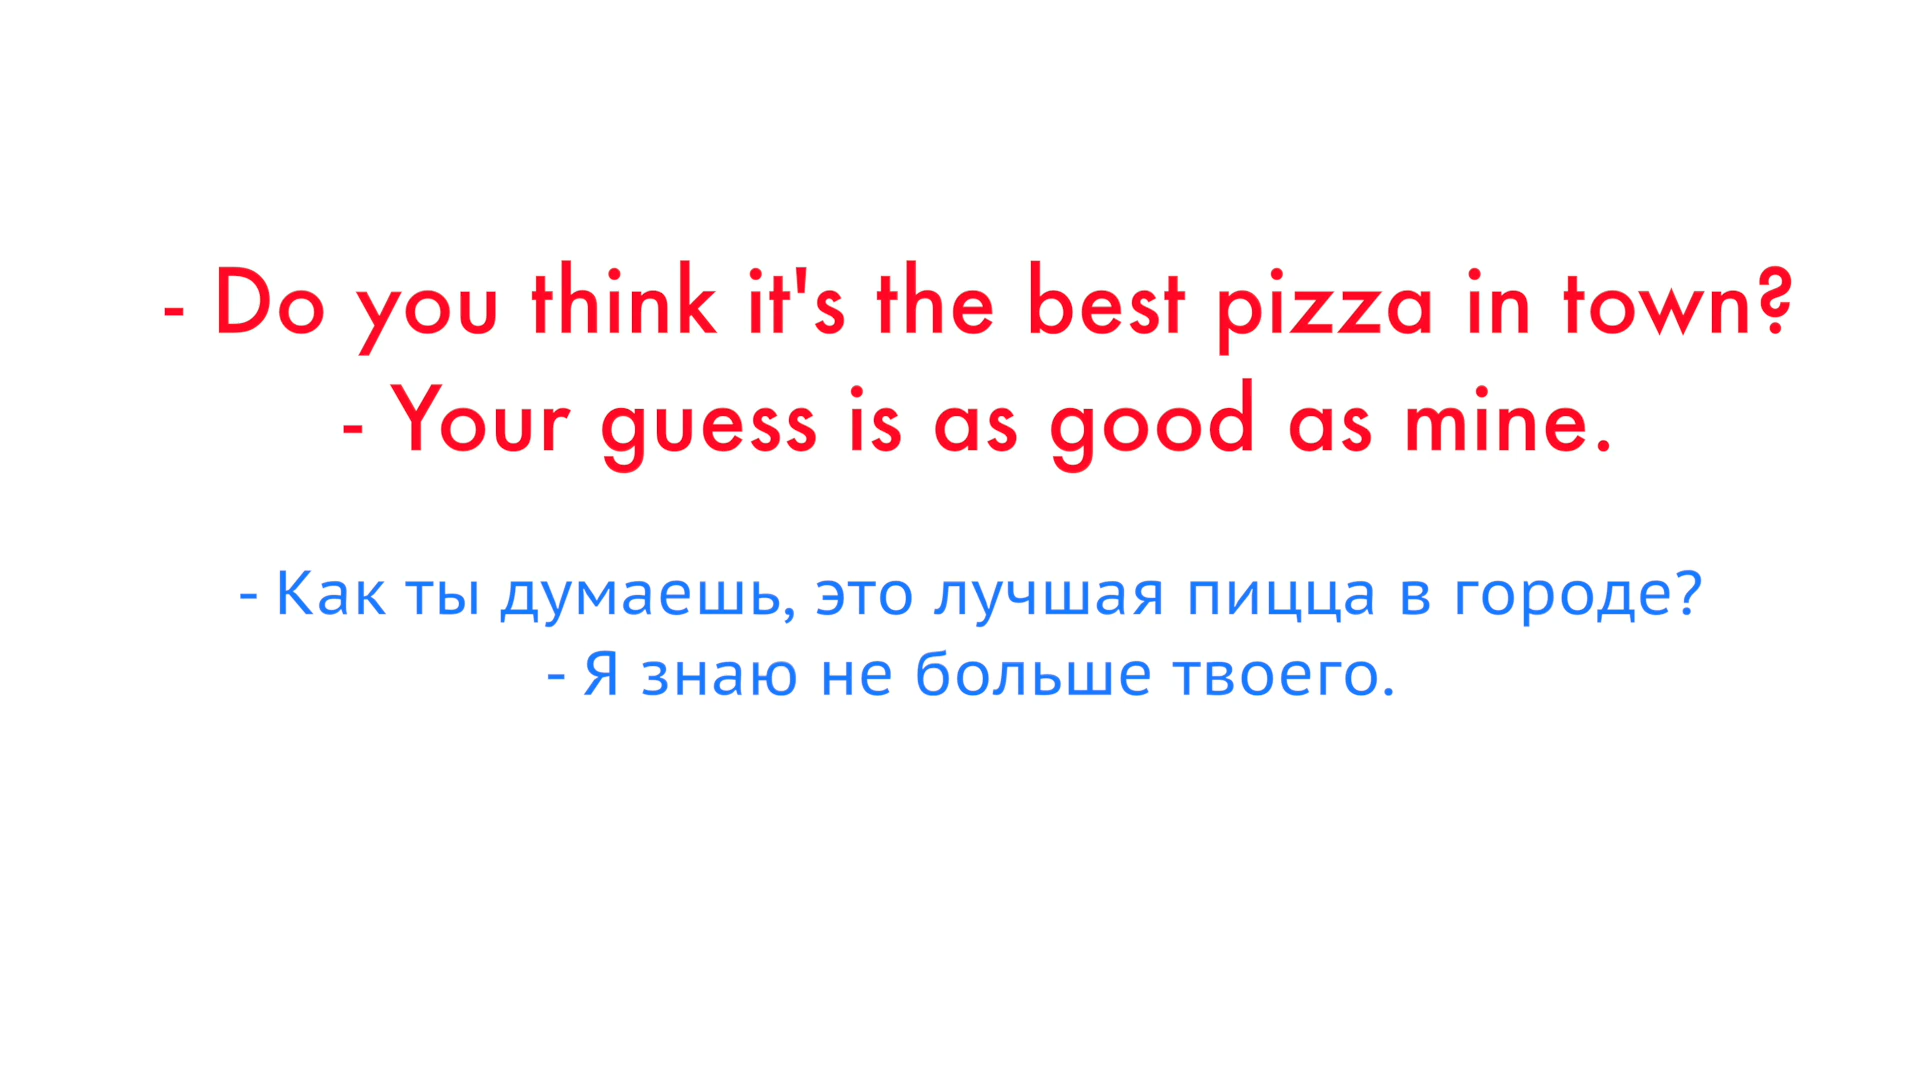 - Do you think it's the best pizza in town?
- Your guess is as good as mine.
- Как ты думаешь, это лучшая пицца в городе?
- Я знаю не больше твоего.